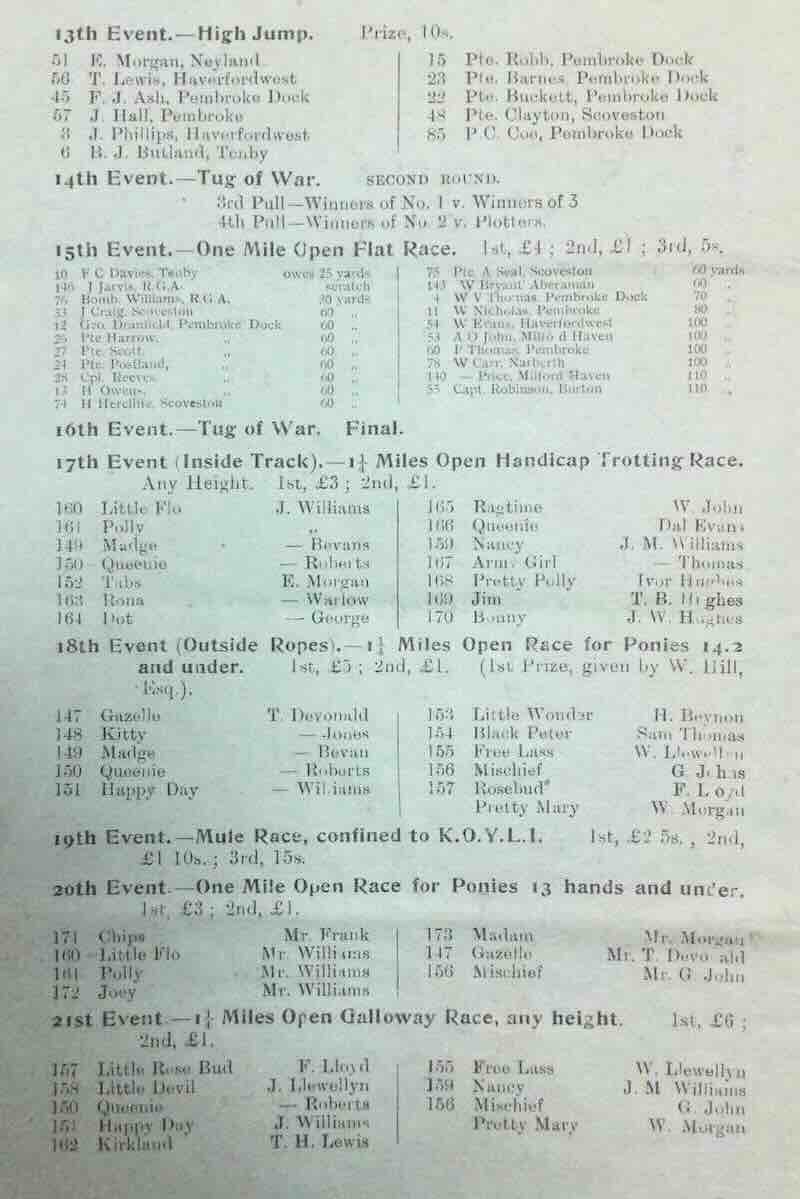 13th Event.—High Jump. Prize, 10s.
51 E. Morgan, Neyland
56 T. Lewis, Haverfordwest
45 F. J. Ash, Pembroke Dock
57 J. Hall, Pembroke
3 J. Phillips, Haverfordwest
6 B. J. Butland, Tenby
15 Pte. Robb, Pembroke Dock
23 Pte. Barnes, Pembroke Dock
22 Pte. Buckett, Pembroke Dock
48 Pte. Clayton, Scoveston
85 P.C. Coe, Pembroke Dock
14th Event.—Tug of War. SECOND ROUND.
3rd Pull—Winners of No. 1 v. Winners of 3
4th Pull—Winners of No. 2 v. Plotters.
15th Event.—One Mile Open Flat Race. 1st, £4 ; 2nd, £1 ; 3rd, 5s.
10 F C Davies, Tenby owes 25 yards
146 J Jarvis, R.G.A. scratch
76 Bomb. Williams, R.G.A. 30 yards
33 J Craig, Scoveston 60 ,,
12 Geo. Dranfield, Pembroke Dock 60 ,,
26 Pte Harrow, ,, 60 ,,
27 Pte. Scott, ,, 60 ,,
24 Pte. Postland, ,, 60 ,,
28 Cpl. Reeves, ,, 60 ,,
13 H Owens, ,, 60 ,,
74 H Scoveston 60 ,,
75 Pte. A Seal, Scoveston 60 yards
143 W Bryant Aberaman 60 ,,
4 W V Thomas, Pembroke Dock 70 ,,
11 W Nicholas, Pembroke 80 ,,
54 W Evans, Haverfordwest 100 ,,
53 A O John, Milford Haven 100 ,,
60 P Thomas, Pembroke 100 ,,
78 W Carr, Narberth 100 ,,
140 — Price, Milford Haven 110 ,,
55 Capt. Robinson, Burton 110 ,,
16th Event.—Tug of War. Final.
17th Event (Inside Track).—1½ Miles Open Handicap Trotting Race.
Any Height. 1st, £3 ; 2nd, £1.
160 Little Flo J. Williams
161 Polly ,,
149 Madge — Bevans
150 Queenie — Roberts
152 Tubs E. Morgan
163 Rona — Warlow
164 Dot — George
165 Ragtime W. John
166 Queenie Dai Evans
159 Nancy J. M. Williams
167 Army Girl — Thomas
168 Pretty Polly Ivor Hughes
169 Jim T. B. Hughes
170 Bonny J. W. Hughes
18th Event (Outside Ropes).—1½ Miles Open Race for Ponies 14.2
and under. 1st, £5 ; 2nd, £1. (1st Prize, given by W. Hill,
Esq.).
147 Gazelle T. Devonald
148 Kitty — Jones
149 Madge — Bevan
150 Queenie — Roberts
151 Happy Day — Williams
153 Little Wonder H. Beynon
154 Black Peter Sam Thomas
155 Free Lass W. Llewellyn
156 Mischief G. Johns
157 Rosebud F. Lloyd
Pretty Mary W. Morgan
19th Event.—Mule Race, confined to K.O.Y.L.I. 1st, £2 5s. , 2nd,
£1 10s. ; 3rd, 15s.
20th Event.—One Mile Open Race for Ponies 13 hands and under.
1st, £3 ; 2nd, £1.
171 Chips Mr. Frank
160 Little Flo Mr. Williams
161 Polly Mr. Williams
172 Joey Mr. Williams
173 Madam Mr. Morgan
147 Gazelle Mr. T. Devonald
156 Mischief Mr. G. John
21st Event.—1½ Miles Open Galloway Race, any height. 1st, £6 ;
2nd, £1.
157 Little Rose Bud F. Lloyd
158 Little Devil J. Llewellyn
150 Queenie — Roberts
151 Happy Day J. Williams
162 Kirkland T. H. Lewis
155 Free Lass W. Llewellyn
159 Nancy J. M Williams
156 Mischief G. John
Pretty Mary W. Morgan